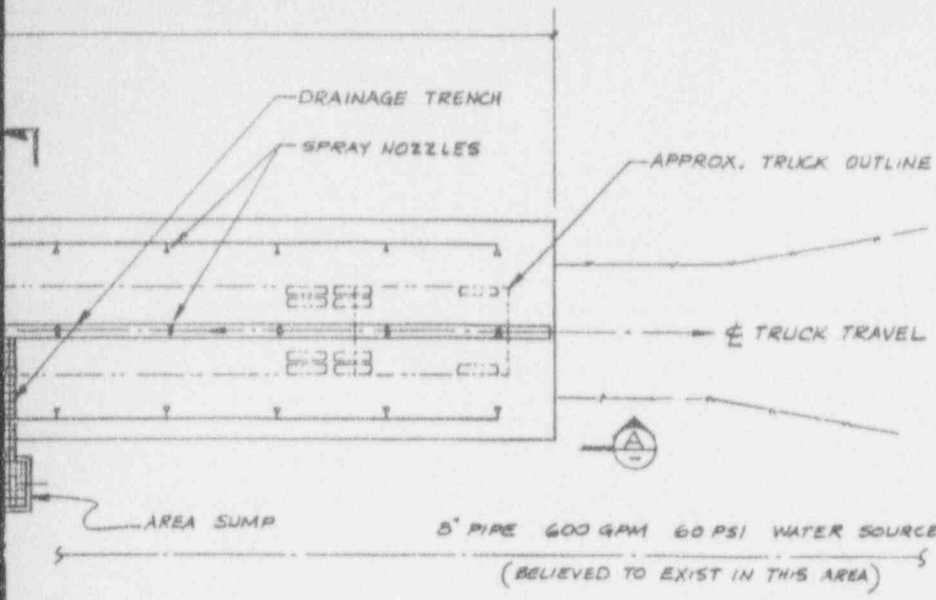 DRAINAGE TRENCH
SPRAY NOZZLES
APPROX. TRUCK OUTLINE
℄ TRUCK TRAVEL
A
AREA SUMP
8" PIPE 600 GPM 60 PSI WATER SOURCE
(BELIEVED TO EXIST IN THIS AREA)